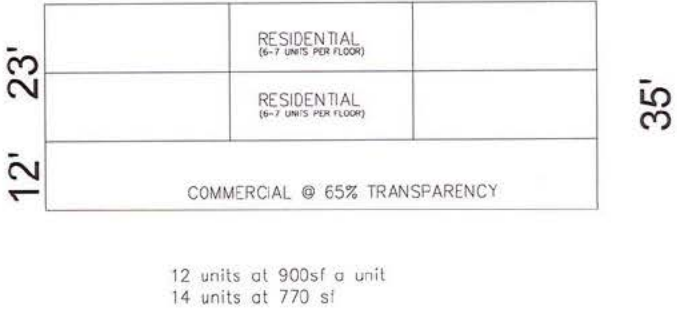 RESIDENTIAL
(6-7 UNITS PER FLOOR)
23'
RESIDENTIAL
(6-7 UNITS PER FLOOR)
35'
12'
COMMERCIAL @ 65% TRANSPARENCY
12 units at 900sf a unit
14 units at 770 sf